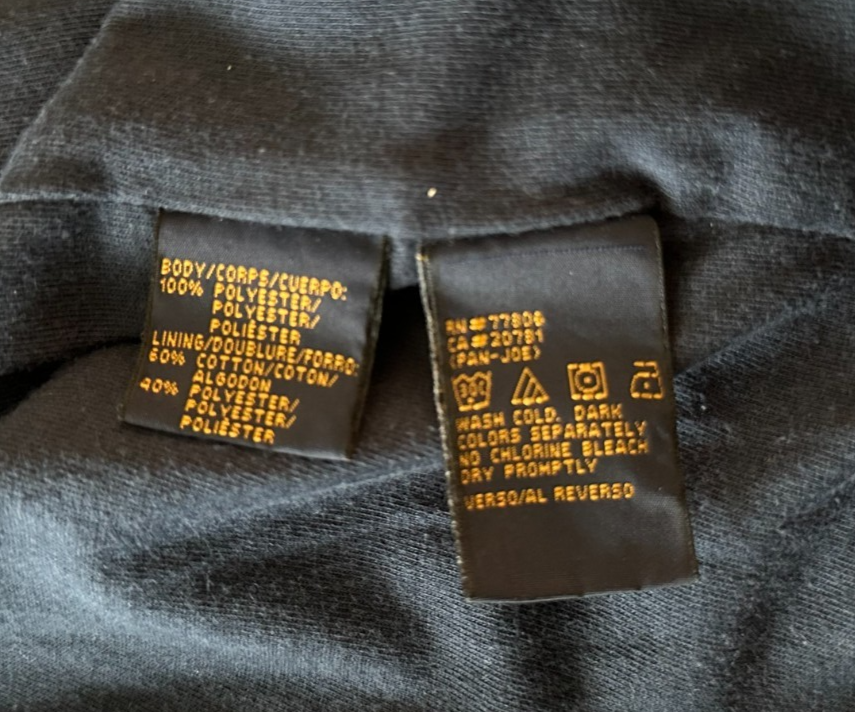 BODY/CORPS/CUERPO:
100% POLYESTER/
POLYESTER/
POLIÉSTER
LINING/DOUBLURE/FORRO:
60% COTTON/COTON/
ALGODON
40% POLYESTER/
POLYESTER/
POLIÉSTER
RN#77806
CA#20781
(PAN-JOE)
WASH COLD. DARK
COLORS SEPARATELY
NO CHLORINE BLEACH
DRY PROMPTLY
VERSO/AL REVERSO